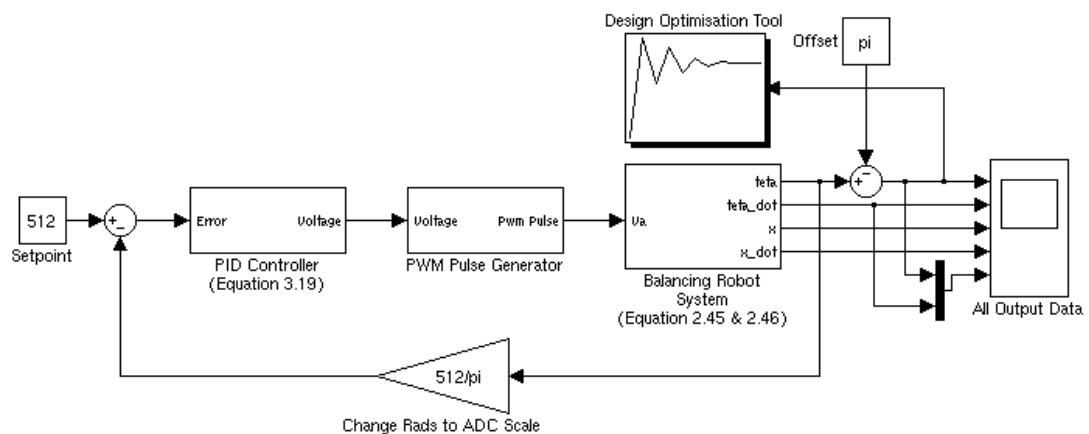 Design Optimisation Tool
Offset
pi
512
Setpoint
+
−
Error
Voltage
PID Controller
(Equation 3.19)
Voltage
Pwm Pulse
PWM Pulse Generator
Va
teta
teta_dot
x
x_dot
Balancing Robot
System
(Equation 2.45 & 2.46)
+
−
All Output Data
512/pi
Change Rads to ADC Scale